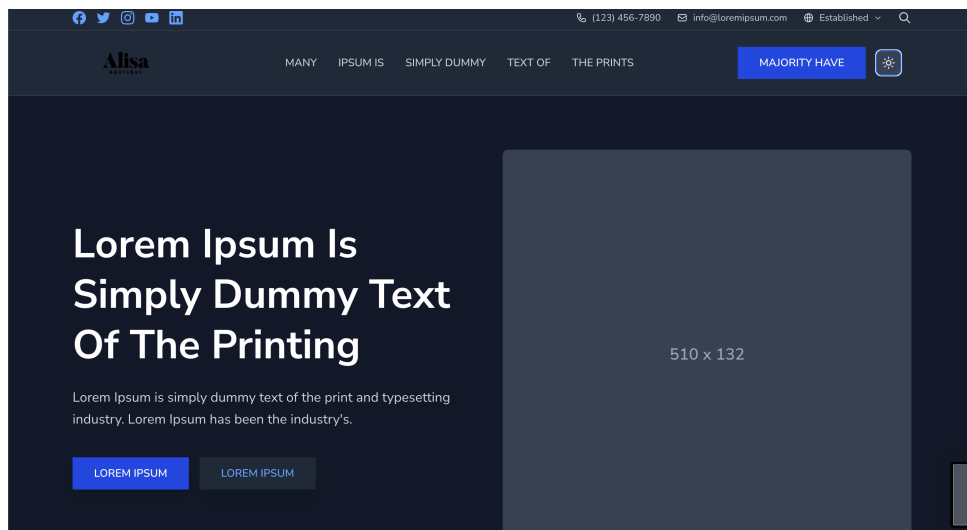 (123) 456-7890 info@loremipsum.com Established
Alisa
BOUTIQUE
MANY IPSUM IS SIMPLY DUMMY TEXT OF THE PRINTS MAJORITY HAVE
Lorem Ipsum Is
Simply Dummy Text
Of The Printing
510 x 132
Lorem Ipsum is simply dummy text of the print and typesetting
industry. Lorem Ipsum has been the industry's.
LOREM IPSUM LOREM IPSUM